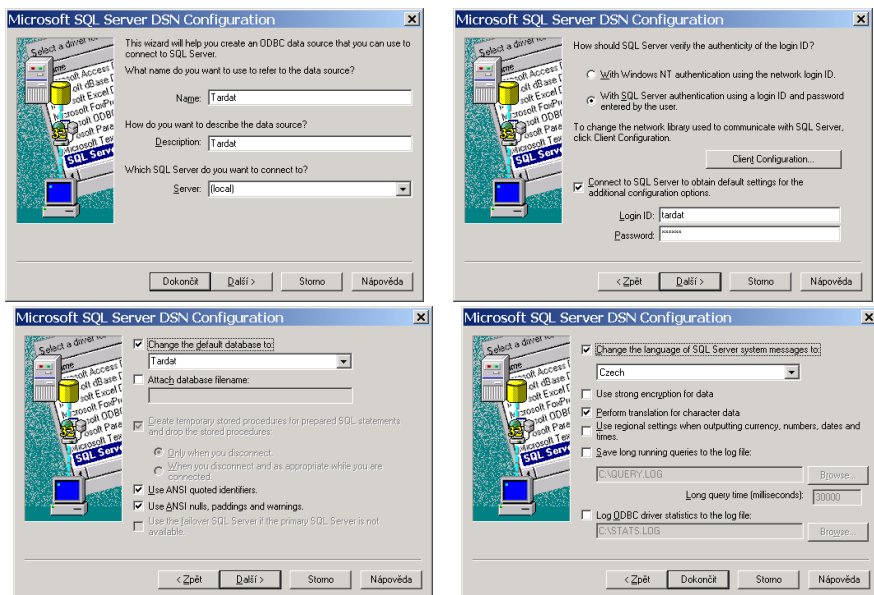 Microsoft SQL Server DSN Configuration
This wizard will help you create an ODBC data source that you can use to
connect to SQL Server.
What name do you want to use to refer to the data source?
Name: Tardat
How do you want to describe the data source?
Description: Tardat
Which SQL Server do you want to connect to?
Server: (local)
Dokončit
Další >
Storno
Nápověda
Microsoft SQL Server DSN Configuration
How should SQL Server verify the authenticity of the login ID?
With Windows NT authentication using the network login ID.
With SQL Server authentication using a login ID and password
entered by the user.
To change the network library used to communicate with SQL Server,
click Client Configuration.
Client Configuration...
Connect to SQL Server to obtain default settings for the
additional configuration options.
Login ID: tardat
Password: ******
< Zpět
Další >
Storno
Nápověda
Microsoft SQL Server DSN Configuration
Change the default database to:
Tardat
Attach database filename:
Create temporary stored procedures for prepared SQL statements
and drop the stored procedures:
Only when you disconnect.
When you disconnect and as appropriate while you are
connected.
Use ANSI quoted identifiers.
Use ANSI nulls, paddings and warnings.
Use the failover SQL Server if the primary SQL Server is not
available.
< Zpět
Další >
Storno
Nápověda
Microsoft SQL Server DSN Configuration
Change the language of SQL Server system messages to:
Czech
Use strong encryption for data
Perform translation for character data
Use regional settings when outputting currency, numbers, dates and
times.
Save long running queries to the log file:
C:\QUERY.LOG
Browse...
Long query time (milliseconds): 30000
Log ODBC driver statistics to the log file:
C:\STATS.LOG
Browse...
< Zpět
Dokončit
Storno
Nápověda